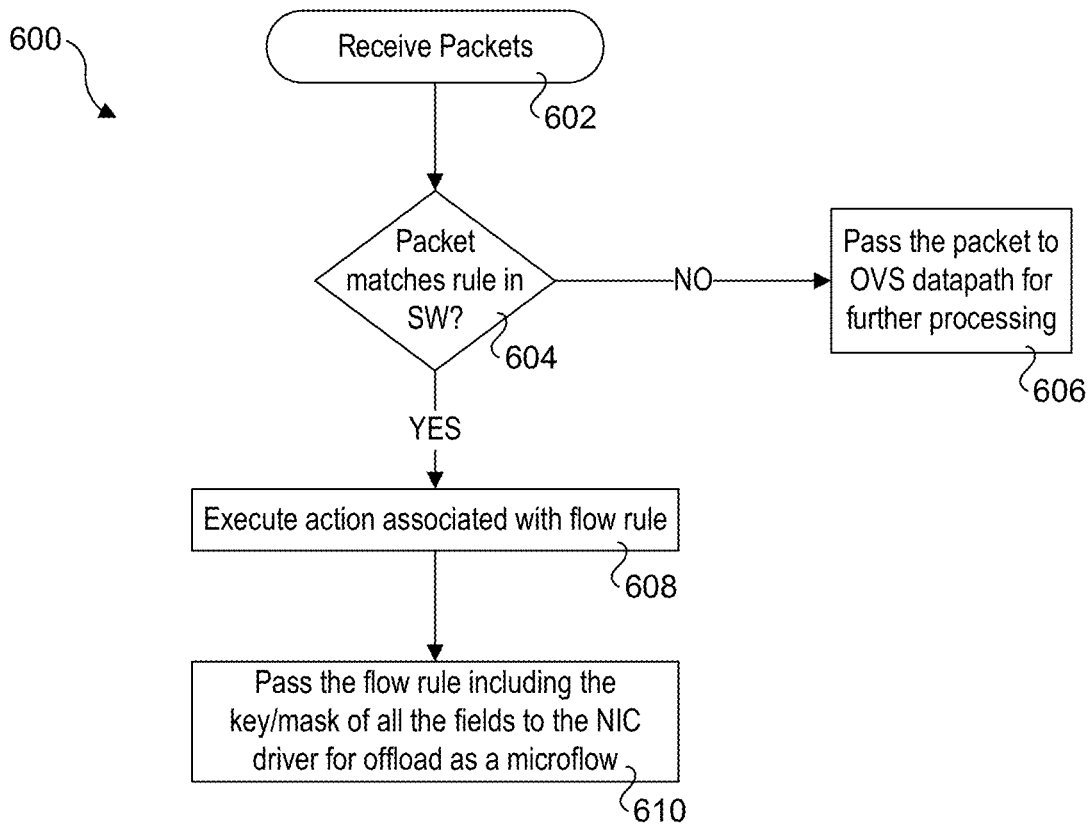 600
Receive Packets
602
Packet
matches rule in
SW?
604
NO
Pass the packet to
OVS datapath for
further processing
606
YES
Execute action associated with flow rule
608
Pass the flow rule including the
key/mask of all the fields to the NIC
driver for offload as a microflow
610